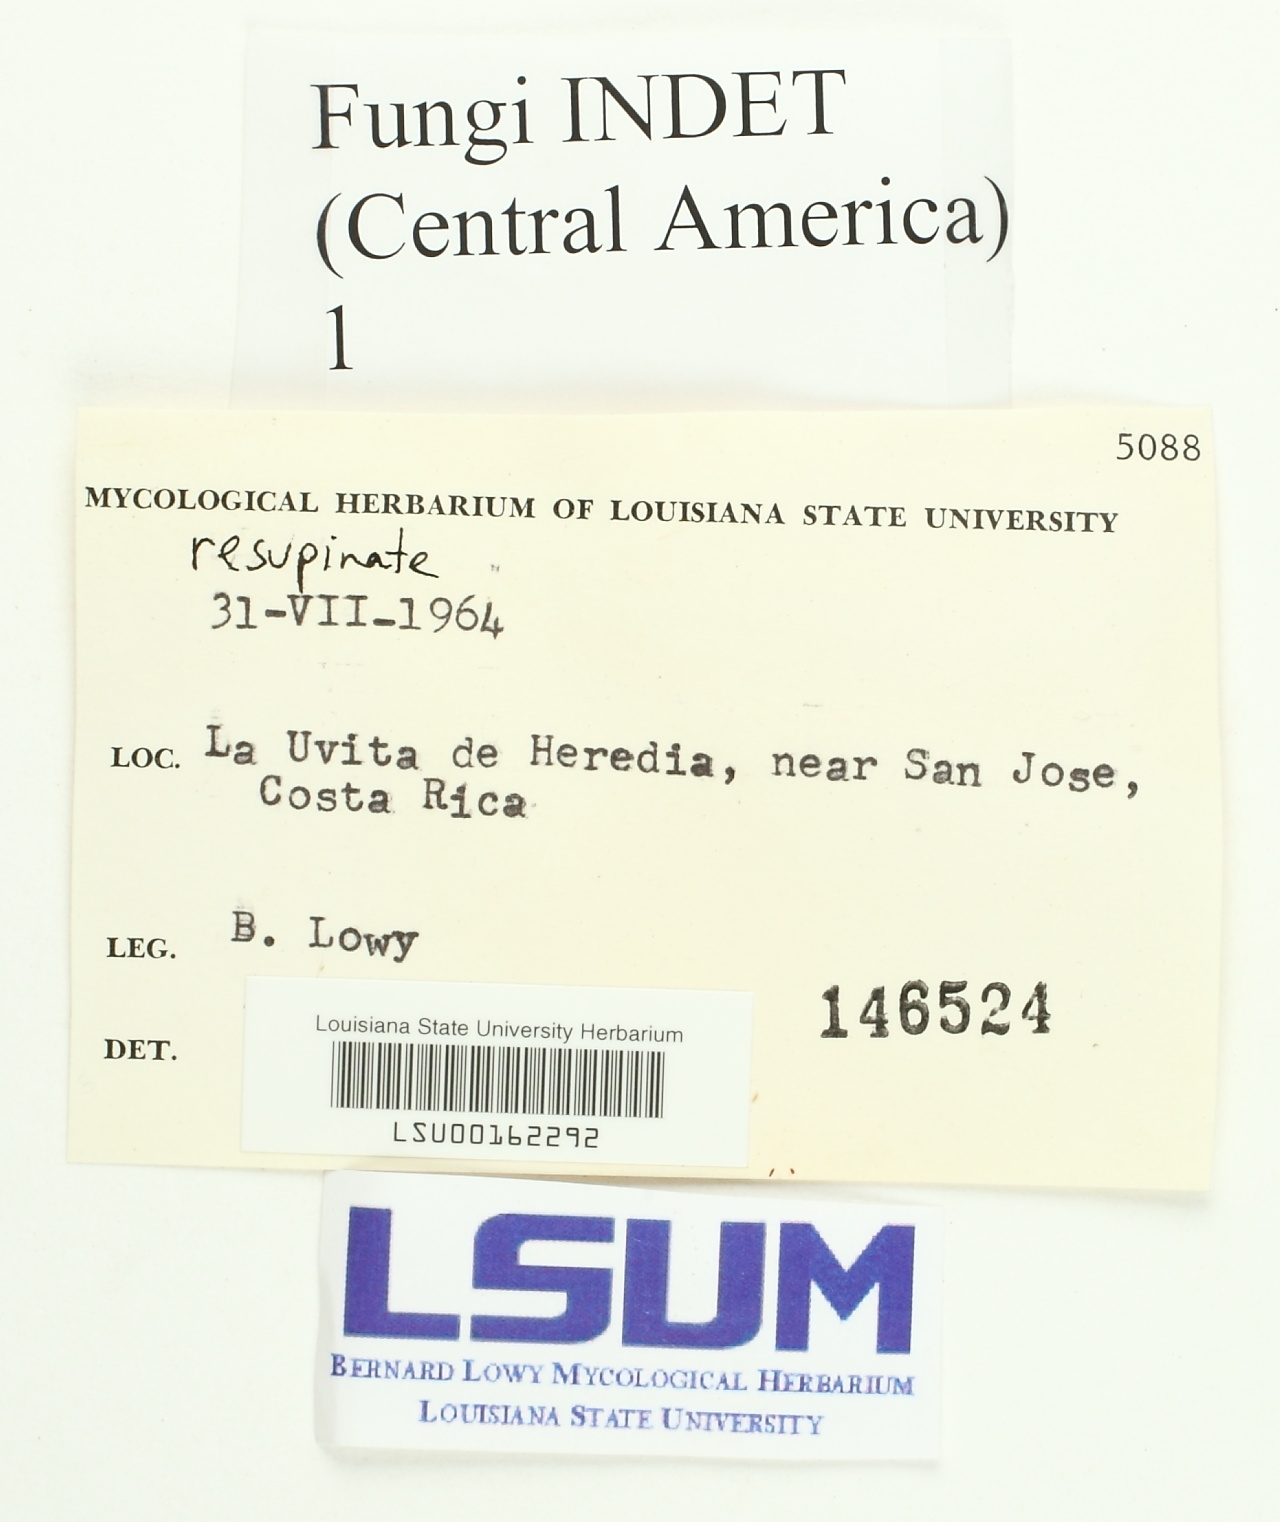 Fungi INDET
(Central America)
1
5088
MYCOLOGICAL HERBARIUM OF LOUISIANA STATE UNIVERSITY
resupinate
31-VII-1964
LOC. La Uvita de Heredia, near San Jose,
Costa Rica
LEG. B. Lowy
146524
DET.
Louisiana State University Herbarium
LSU00162292
LSUM
BERNARD LOWY MYCOLOGICAL HERBARIUM
LOUISIANA STATE UNIVERSITY